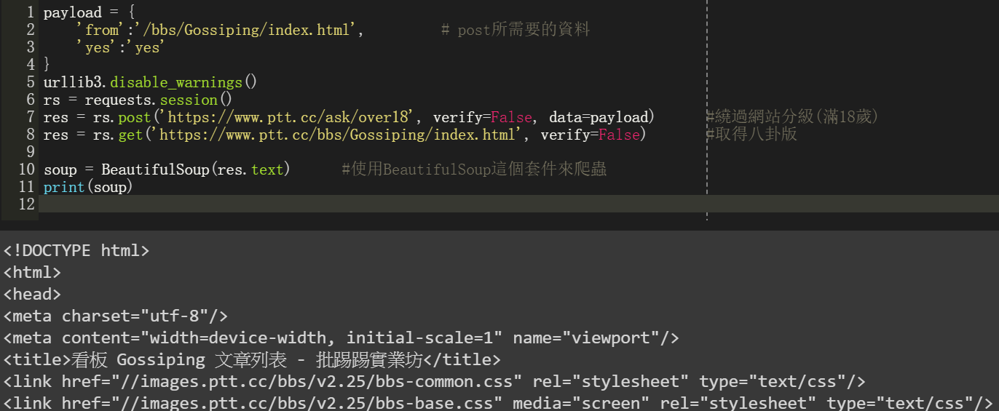 1 payload = {
2     'from':'/bbs/Gossiping/index.html',         # post所需要的資料
3     'yes':'yes'
4 }
5 urllib3.disable_warnings()
6 rs = requests.session()
7 res = rs.post('https://www.ptt.cc/ask/over18', verify=False, data=payload)      #繞過網站分級(滿18歲)
8 res = rs.get('https://www.ptt.cc/bbs/Gossiping/index.html', verify=False)       #取得八卦版
9
10 soup = BeautifulSoup(res.text)      #使用BeautifulSoup這個套件來爬蟲
11 print(soup)
12
<!DOCTYPE html>
<html>
<head>
<meta charset="utf-8"/>
<meta content="width=device-width, initial-scale=1" name="viewport"/>
<title>看板 Gossiping 文章列表 - 批踢踢實業坊</title>
<link href="//images.ptt.cc/bbs/v2.25/bbs-common.css" rel="stylesheet" type="text/css"/>
<link href="//images.ptt.cc/bbs/v2.25/bbs-base.css" media="screen" rel="stylesheet" type="text/css"/>